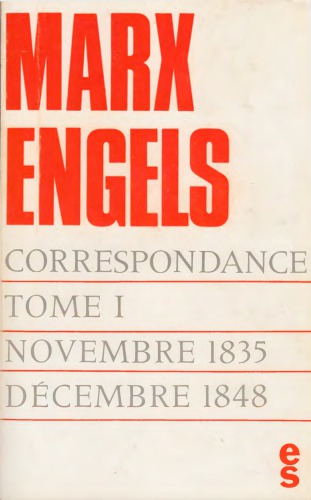 MARX
ENGELS
CORRESPONDANCE
TOME I
NOVEMBRE 1835
DÉCEMBRE 1848
es